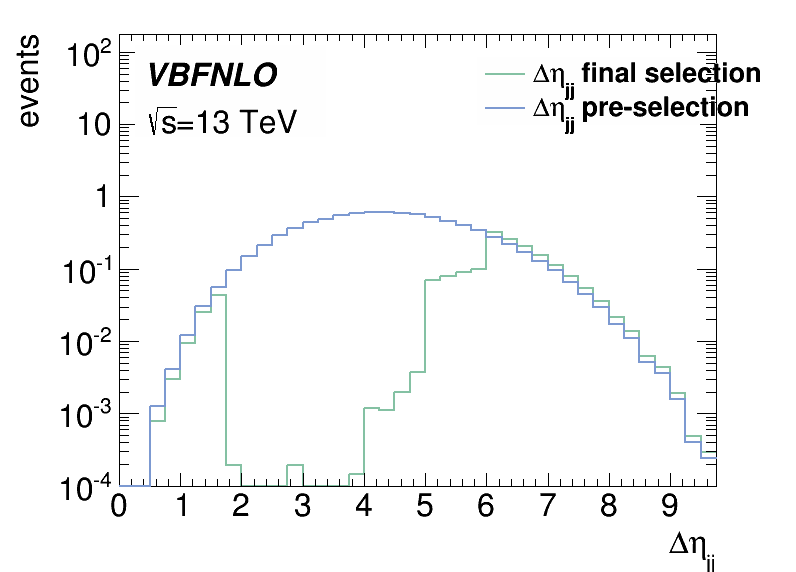 events
10²
10
1
10⁻¹
10⁻²
10⁻³
10⁻⁴
VBFNLO
√s=13 TeV
Δηjj final selection
Δηjj pre-selection
0 1 2 3 4 5 6 7 8 9
Δηjj